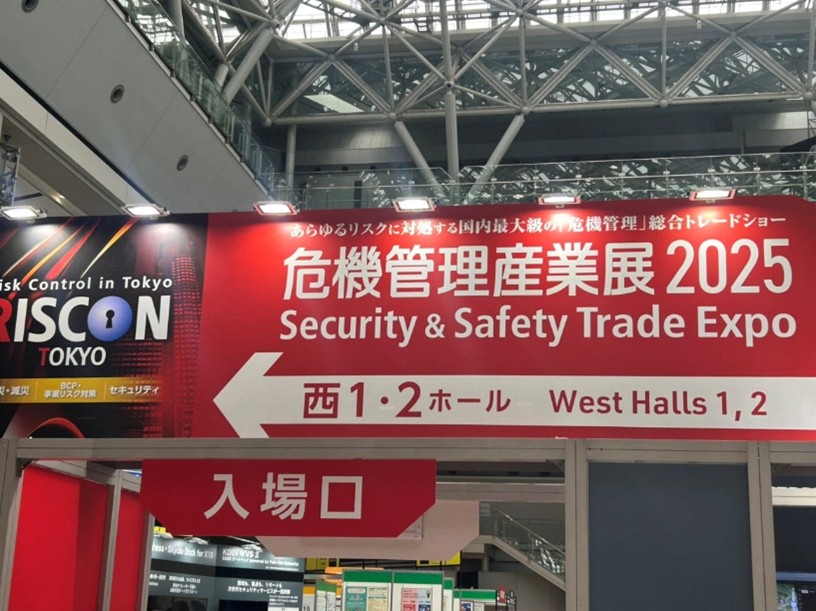 あらゆるリスクに対処する国内最大級の「危機管理」総合トレードショー
危機管理産業展 2025
Security & Safety Trade Expo
西1・2ホール West Halls 1, 2
isk Control in Tokyo
RISCON
TOKYO
災・減災
BCP・
事業リスク対策
セキュリティ
入場口